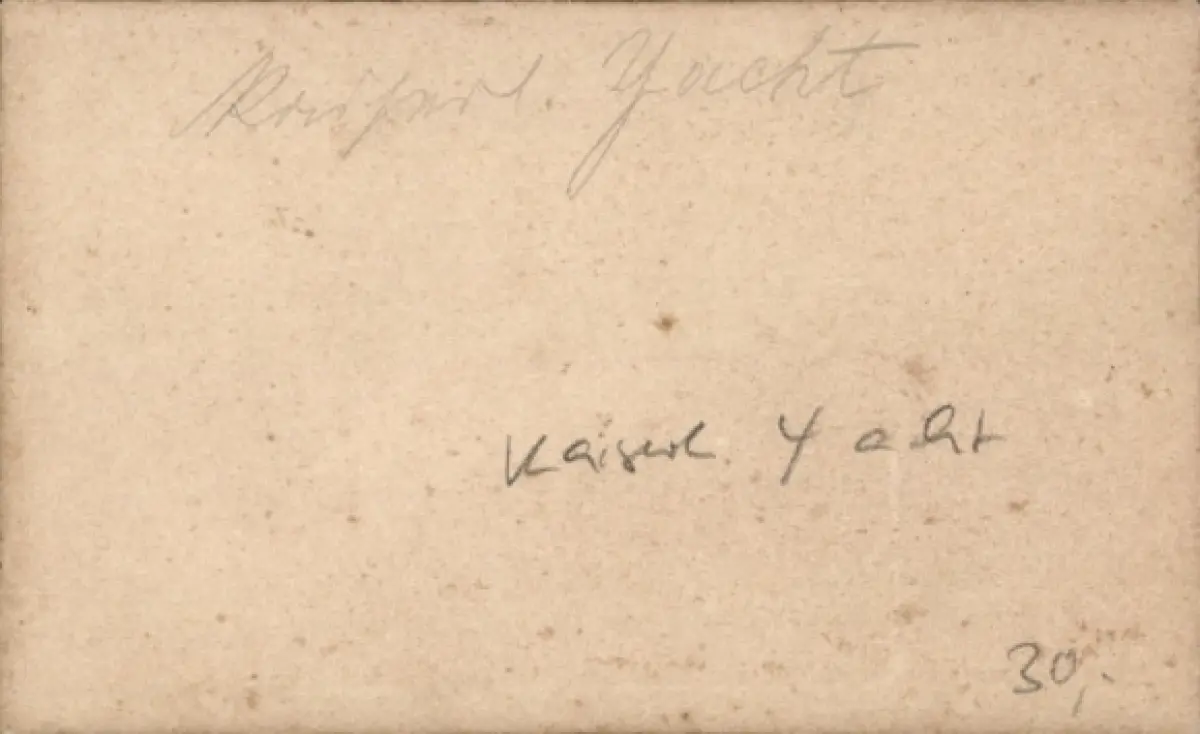 Kaiserl. Yacht
Kaiserl. Yacht
30,-